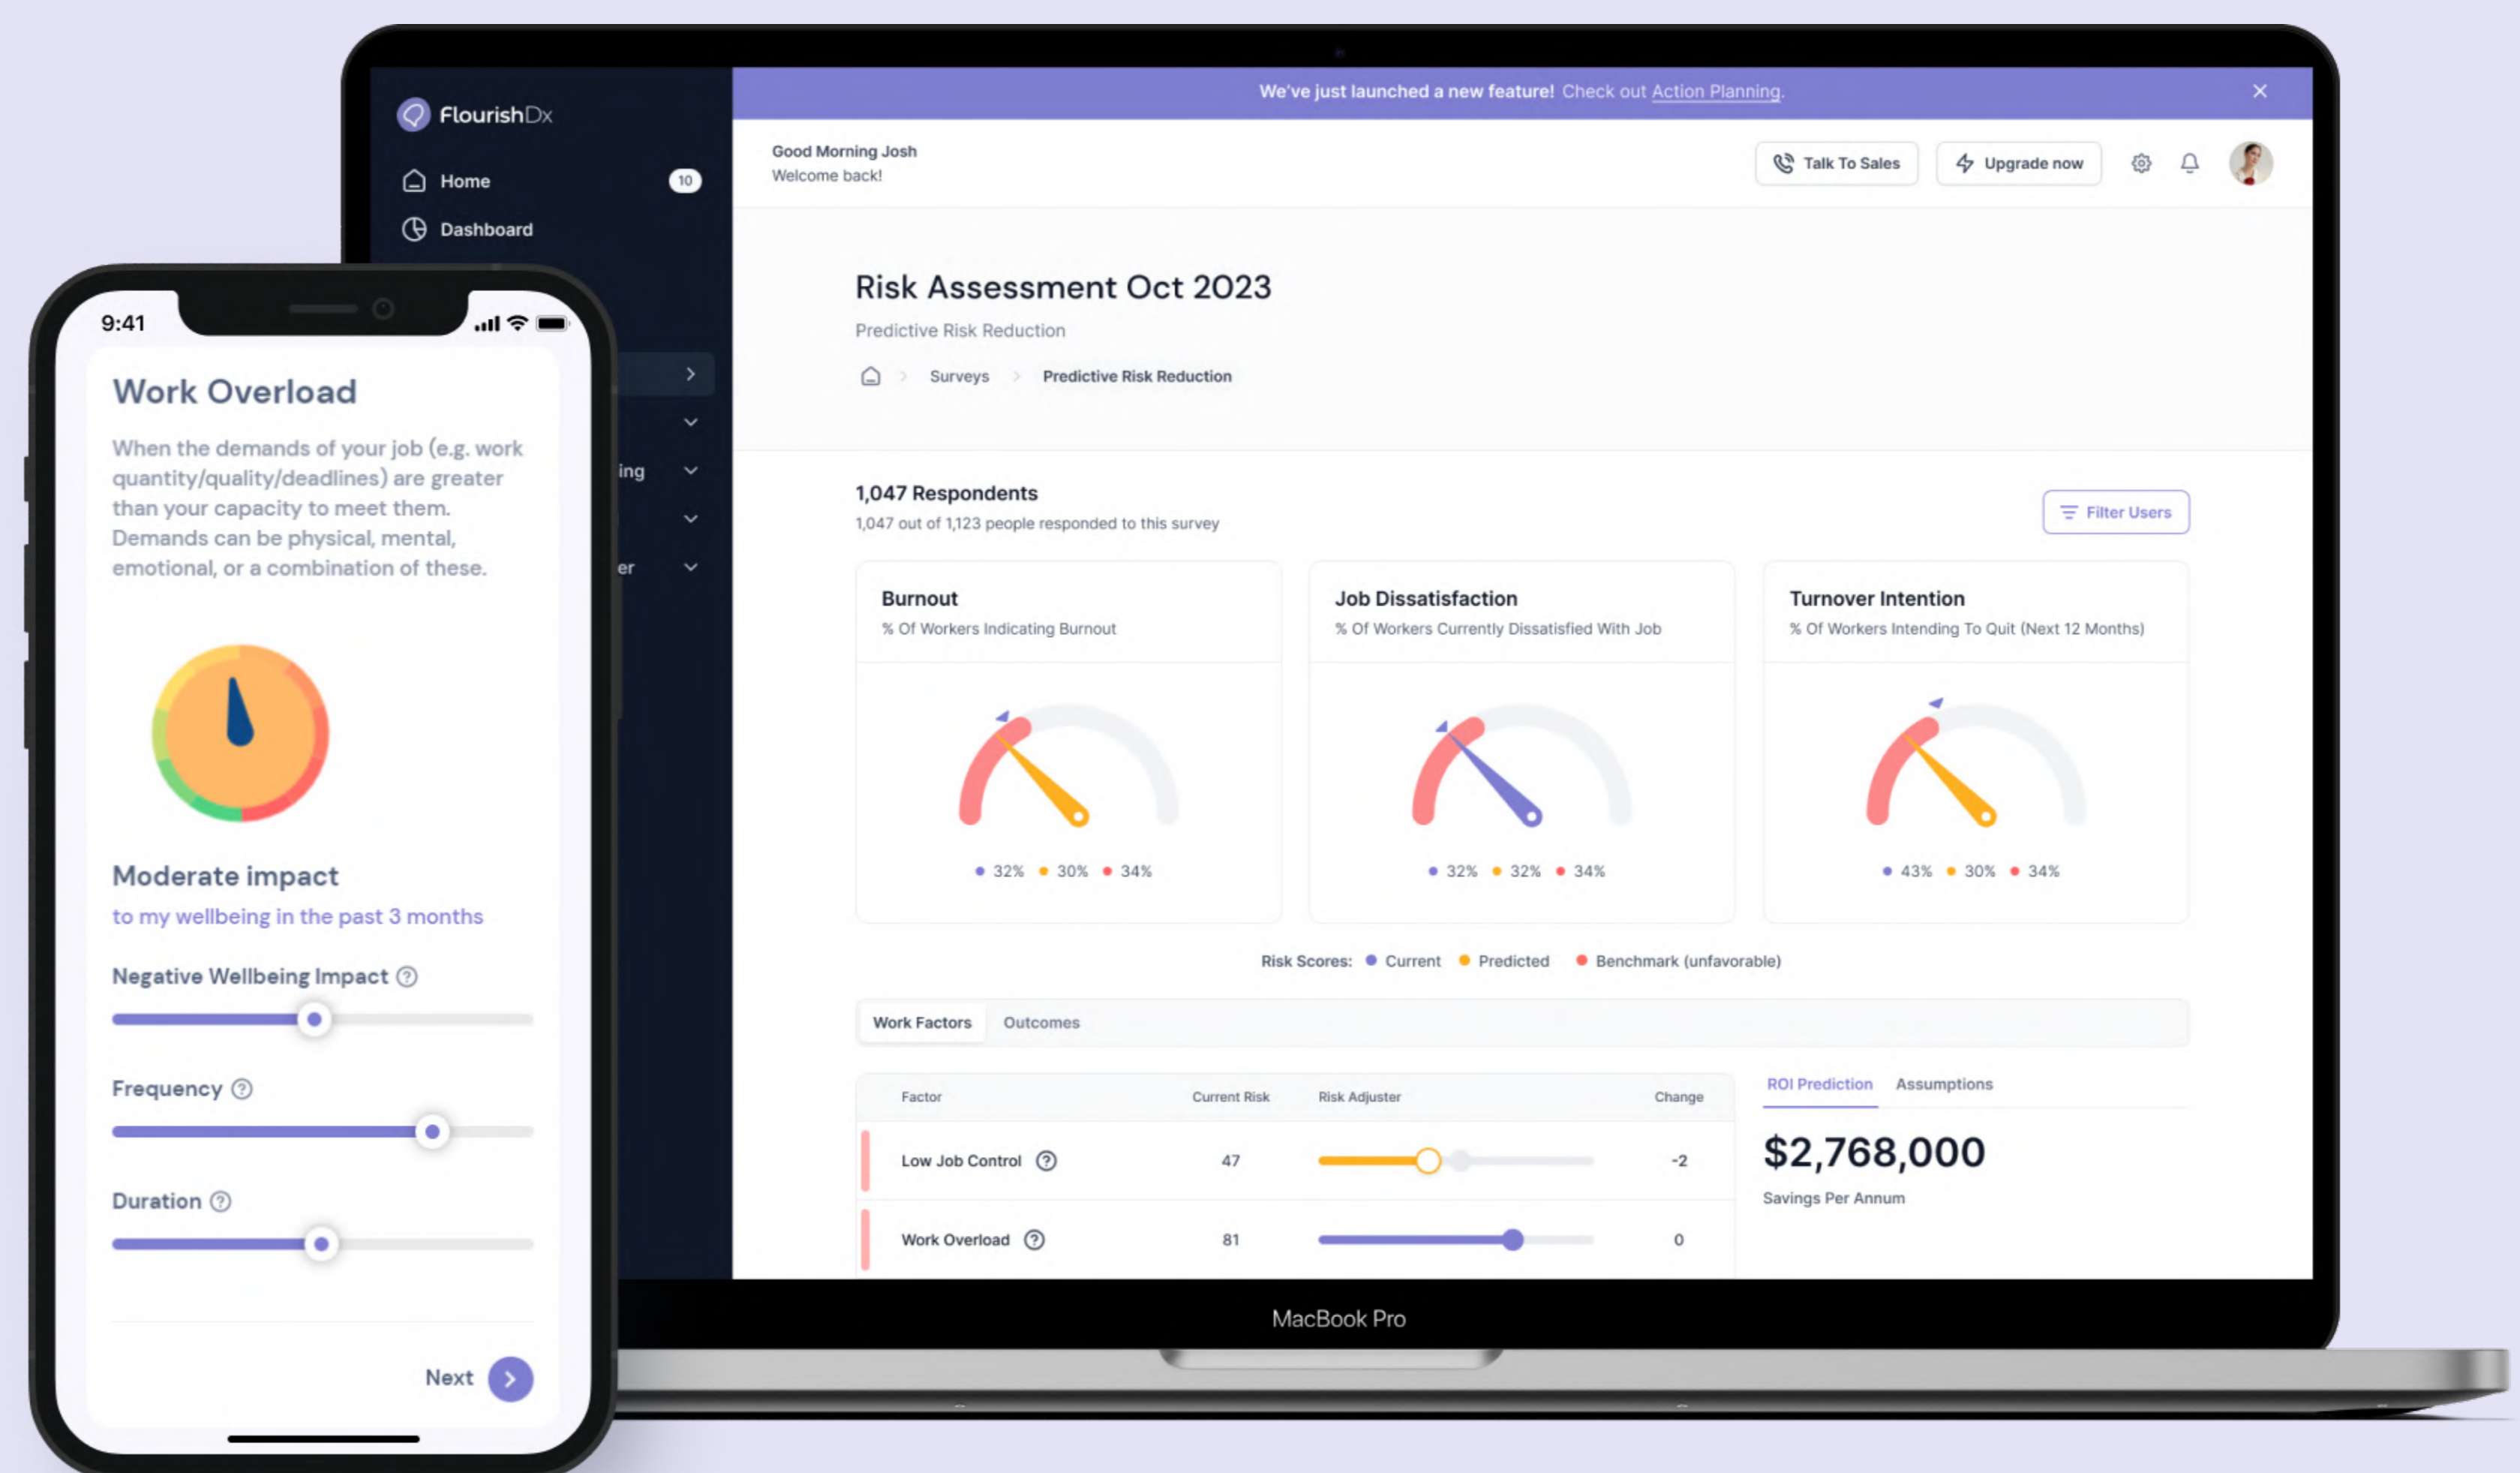 FlourishDx
Home 10
Dashboard
ing
er
We've just launched a new feature! Check out Action Planning.
Good Morning Josh
Welcome back!
Talk To Sales
Upgrade now
Risk Assessment Oct 2023
Predictive Risk Reduction
Surveys > Predictive Risk Reduction
1,047 Respondents
1,047 out of 1,123 people responded to this survey
Filter Users
Burnout
% Of Workers Indicating Burnout
32% 30% 34%
Job Dissatisfaction
% Of Workers Currently Dissatisfied With Job
32% 32% 34%
Turnover Intention
% Of Workers Intending To Quit (Next 12 Months)
43% 30% 34%
Risk Scores: Current Predicted Benchmark (unfavorable)
Work Factors Outcomes
Factor Current Risk Risk Adjuster Change
Low Job Control ? 47 -2
Work Overload ? 81 0
ROI Prediction Assumptions
$2,768,000
Savings Per Annum
MacBook Pro
9:41
Work Overload
When the demands of your job (e.g. work
quantity/quality/deadlines) are greater
than your capacity to meet them.
Demands can be physical, mental,
emotional, or a combination of these.
Moderate impact
to my wellbeing in the past 3 months
Negative Wellbeing Impact ?
Frequency ?
Duration ?
Next